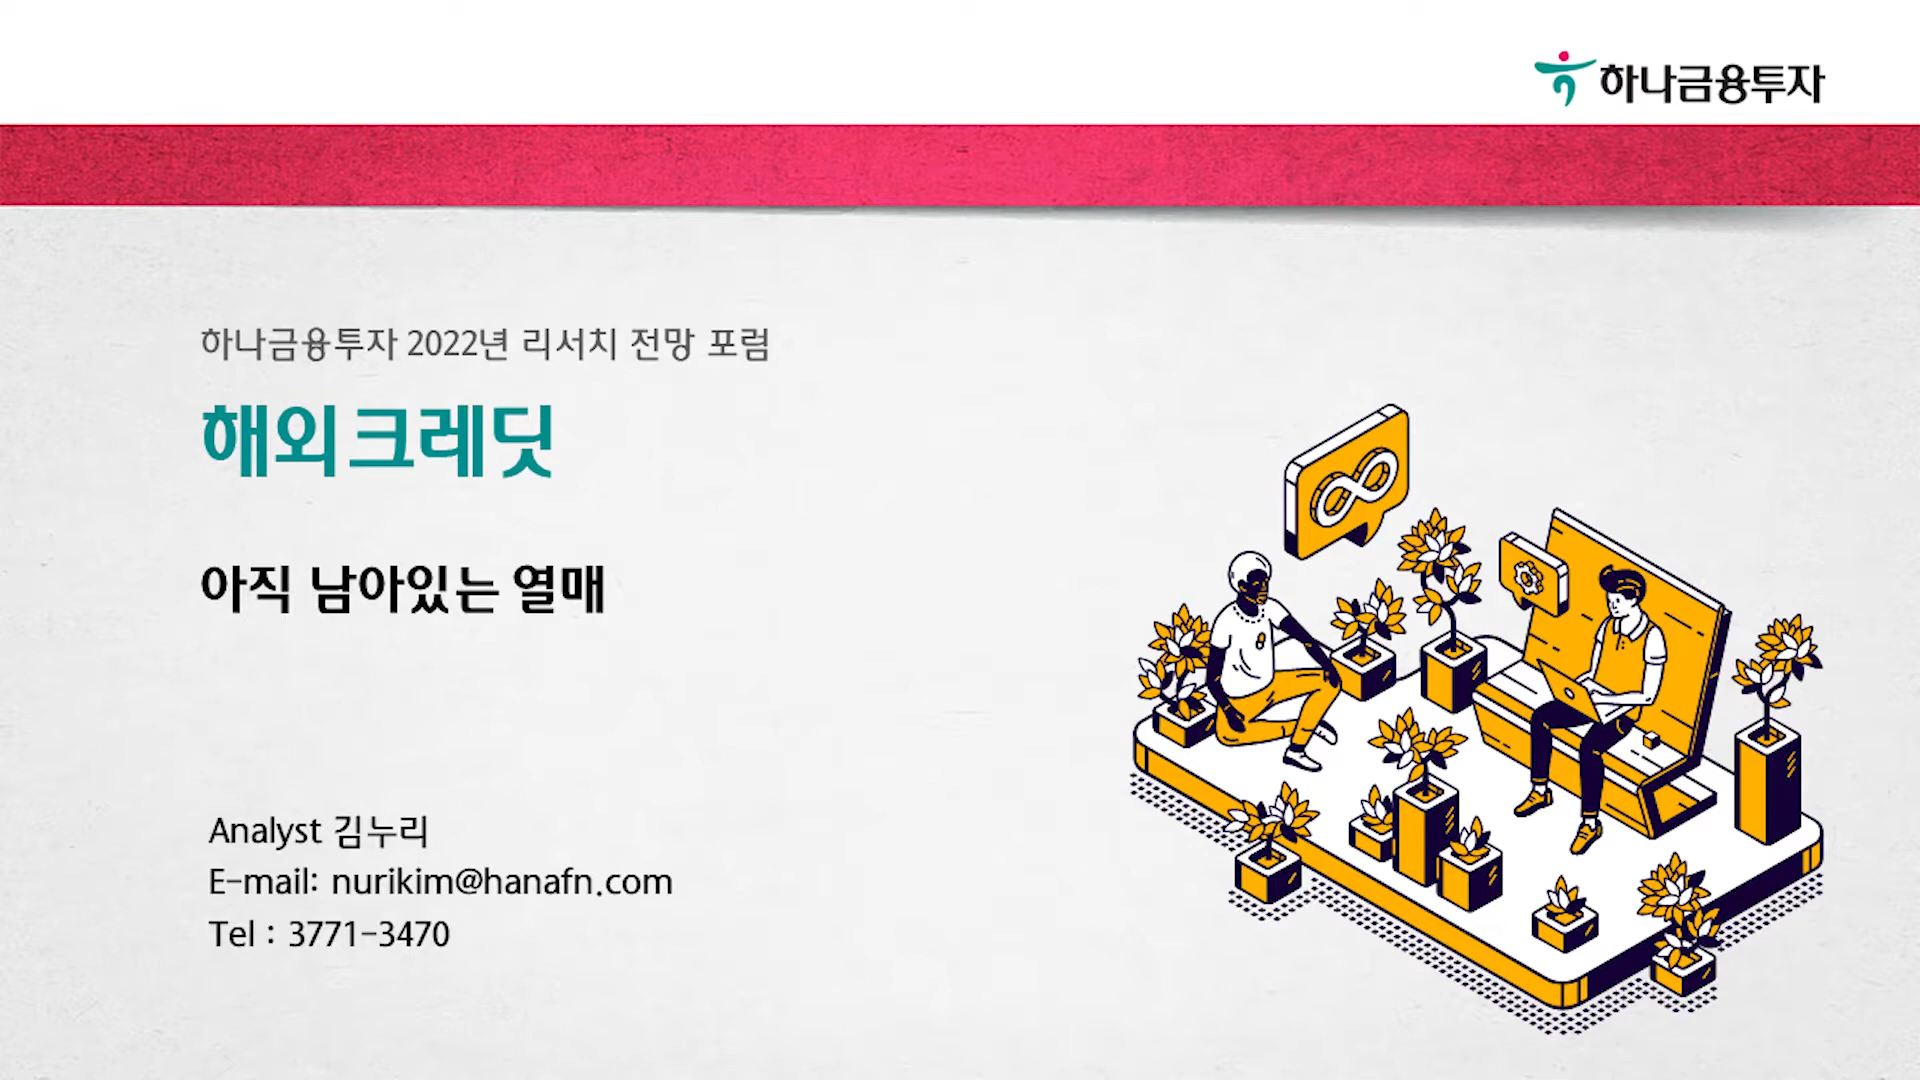 하나금융투자
하나금융투자 2022년 리서치 전망 포럼
해외크레딧
아직 남아있는 열매
Analyst 김누리
E-mail: nurikim@hanafn.com
Tel : 3771-3470